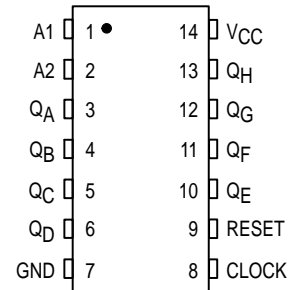 A1 1 14 VCC
A2 2 13 QH
QA 3 12 QG
QB 4 11 QF
QC 5 10 QE
QD 6 9 RESET
GND 7 8 CLOCK